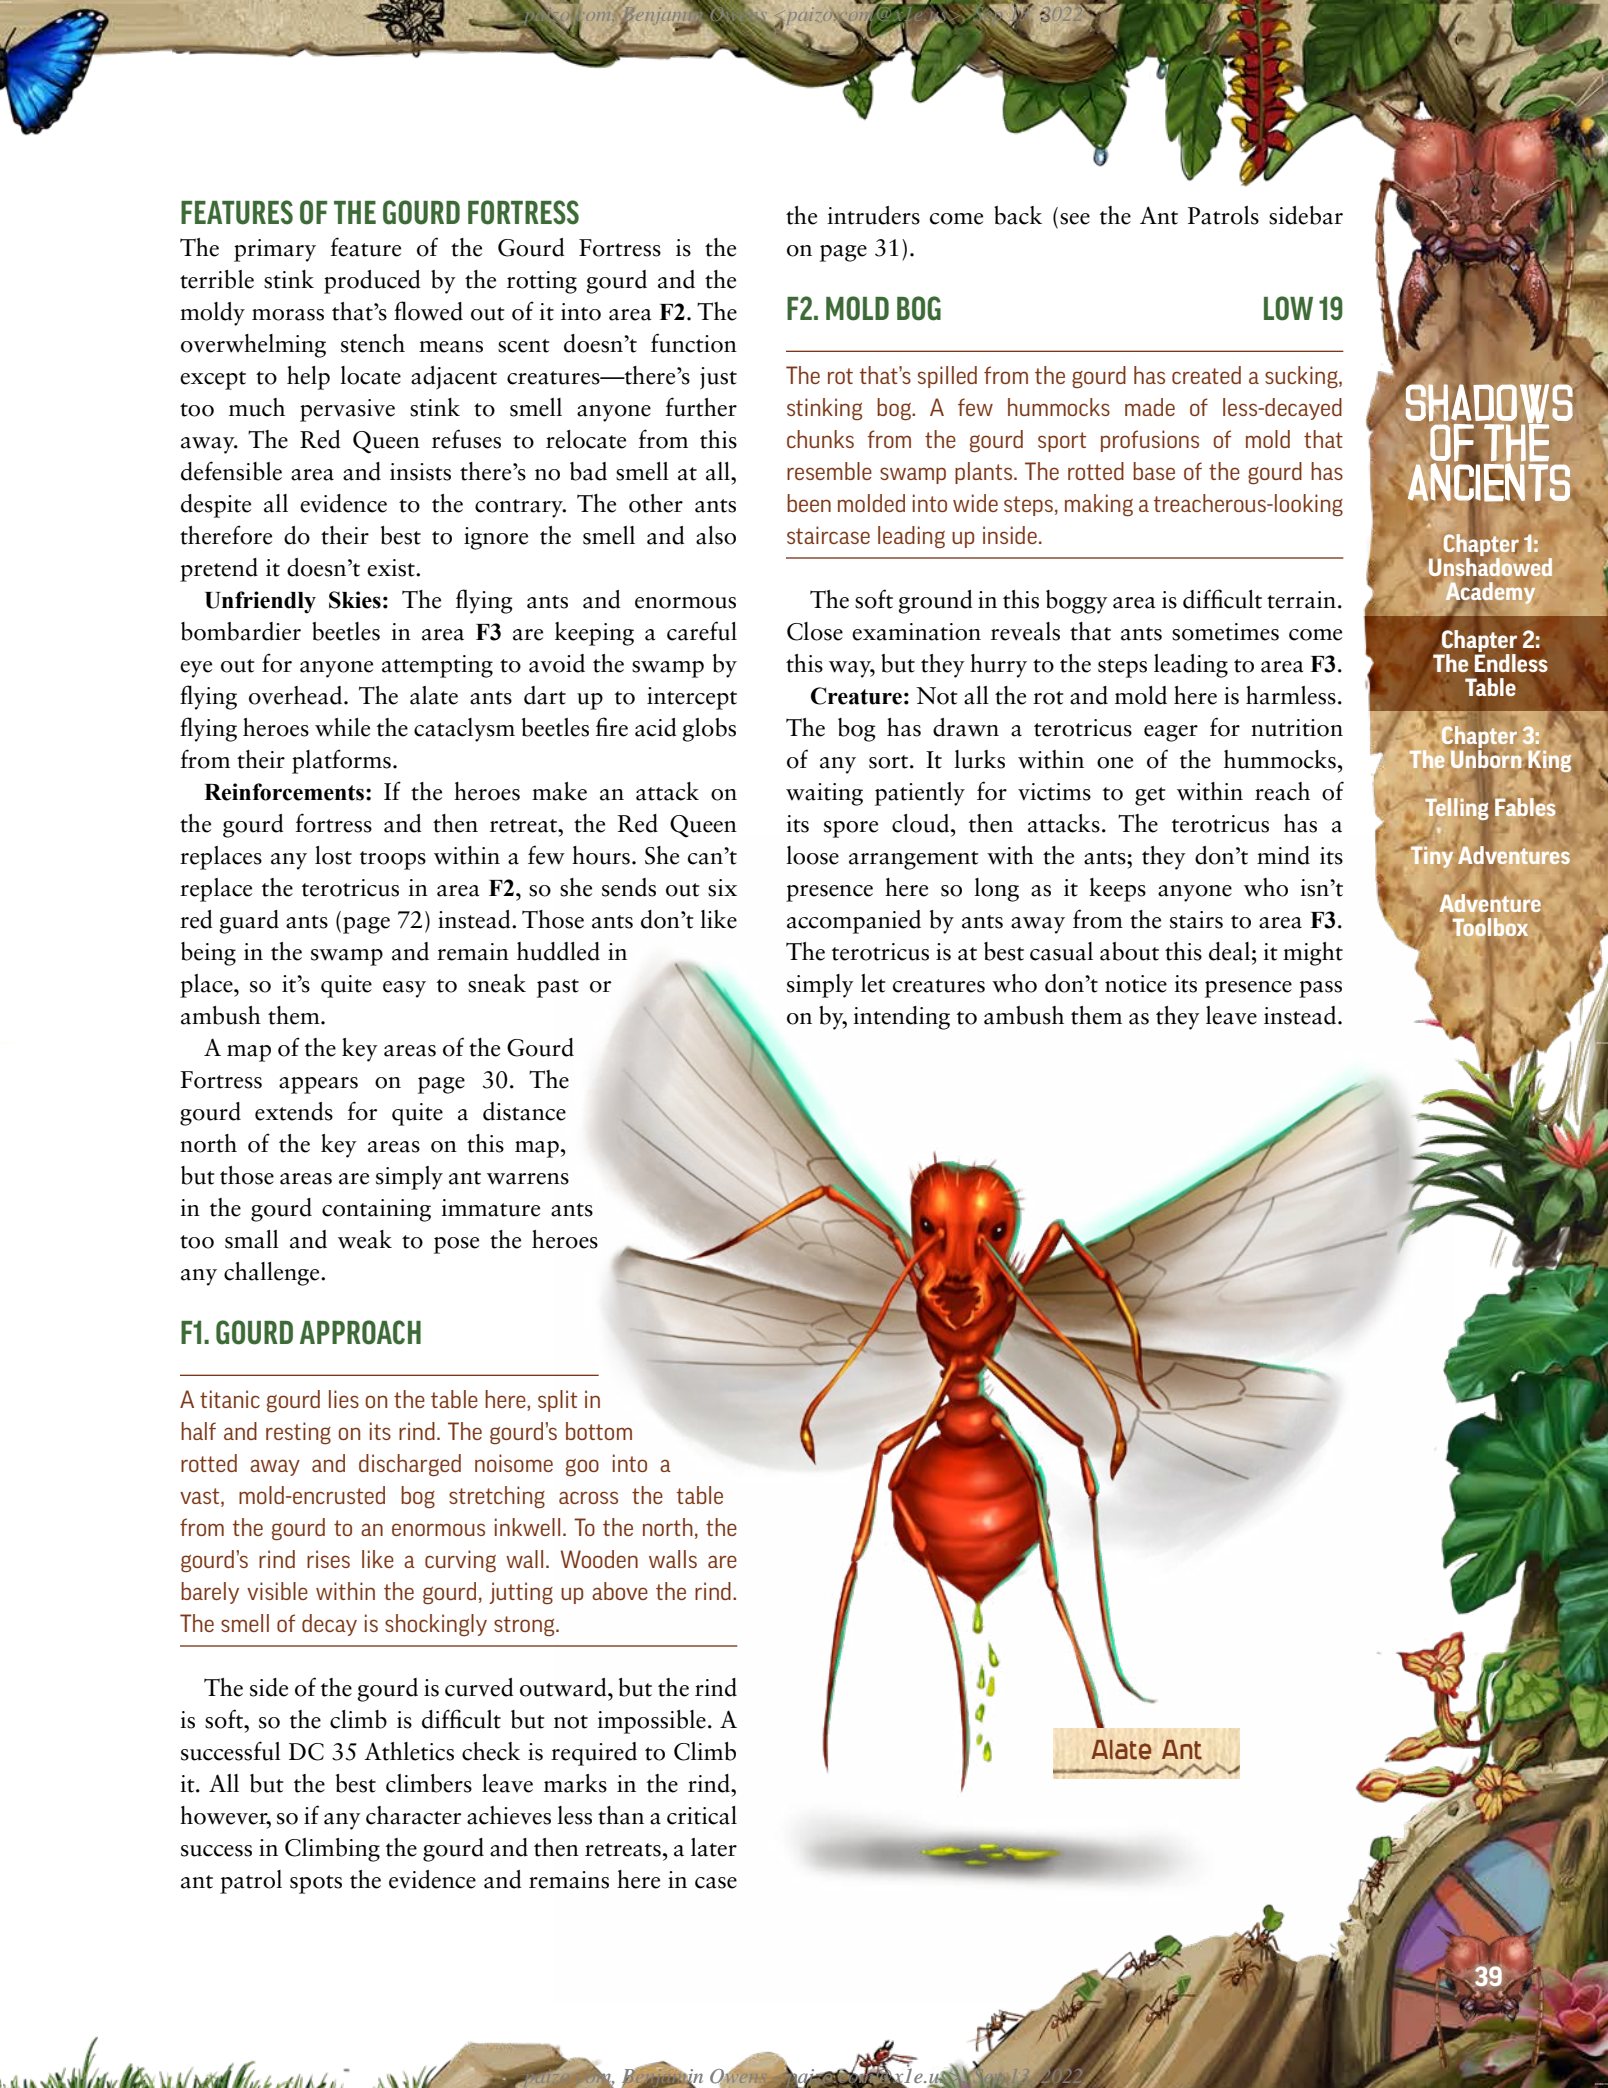 paizo.com, Benjamin Owens <paizo.com@x1e.us>, Sep 13, 2022
FEATURES OF THE GOURD FORTRESS
The primary feature of the Gourd Fortress is the
terrible stink produced by the rotting gourd and the
moldy morass that's flowed out of it into area F2. The
overwhelming stench means scent doesn't function
except to help locate adjacent creatures—there's just
too much pervasive stink to smell anyone further
away. The Red Queen refuses to relocate from this
defensible area and insists there's no bad smell at all,
despite all evidence to the contrary. The other ants
therefore do their best to ignore the smell and also
pretend it doesn't exist.
Unfriendly Skies: The flying ants and enormous
bombardier beetles in area F3 are keeping a careful
eye out for anyone attempting to avoid the swamp by
flying overhead. The alate ants dart up to intercept
flying heroes while the cataclysm beetles fire acid globs
from their platforms.
Reinforcements: If the heroes make an attack on
the gourd fortress and then retreat, the Red Queen
replaces any lost troops within a few hours. She can't
replace the terotricus in area F2, so she sends out six
red guard ants (page 72) instead. Those ants don't like
being in the swamp and remain huddled in
place, so it's quite easy to sneak past or
ambush them.
A map of the key areas of the Gourd
Fortress appears on page 30. The
gourd extends for quite a distance
north of the key areas on this map,
but those areas are simply ant warrens
in the gourd containing immature ants
too small and weak to pose the heroes
any challenge.
F1. GOURD APPROACH
A titanic gourd lies on the table here, split in
half and resting on its rind. The gourd's bottom
rotted away and discharged noisome goo into a
vast, mold-encrusted bog stretching across the table
from the gourd to an enormous inkwell. To the north, the
gourd's rind rises like a curving wall. Wooden walls are
barely visible within the gourd, jutting up above the rind.
The smell of decay is shockingly strong.
The side of the gourd is curved outward, but the rind
is soft, so the climb is difficult but not impossible. A
successful DC 35 Athletics check is required to Climb
it. All but the best climbers leave marks in the rind,
however, so if any character achieves less than a critical
success in Climbing the gourd and then retreats, a later
ant patrol spots the evidence and remains here in case
the intruders come back (see the Ant Patrols sidebar
on page 31).
F2. MOLD BOG LOW 19
The rot that's spilled from the gourd has created a sucking,
stinking bog. A few hummocks made of less-decayed
chunks from the gourd sport profusions of mold that
resemble swamp plants. The rotted base of the gourd has
been molded into wide steps, making a treacherous-looking
staircase leading up inside.
The soft ground in this boggy area is difficult terrain.
Close examination reveals that ants sometimes come
this way, but they hurry to the steps leading to area F3.
Creature: Not all the rot and mold here is harmless.
The bog has drawn a terotricus eager for nutrition
of any sort. It lurks within one of the hummocks,
waiting patiently for victims to get within reach of
its spore cloud, then attacks. The terotricus has a
loose arrangement with the ants; they don't mind its
presence here so long as it keeps anyone who isn't
accompanied by ants away from the stairs to area F3.
The terotricus is at best casual about this deal; it might
simply let creatures who don't notice its presence pass
on by, intending to ambush them as they leave instead.
Alate Ant
SHADOWS
OF THE
ANCIENTS
Chapter 1:
Unshadowed
Academy
Chapter 2:
The Endless
Table
Chapter 3:
The Unborn King
Telling Fables
Tiny Adventures
Adventure
Toolbox
39
paizo.com, Benjamin Owens <paizo.com@x1e.us>, Sep 13, 2022